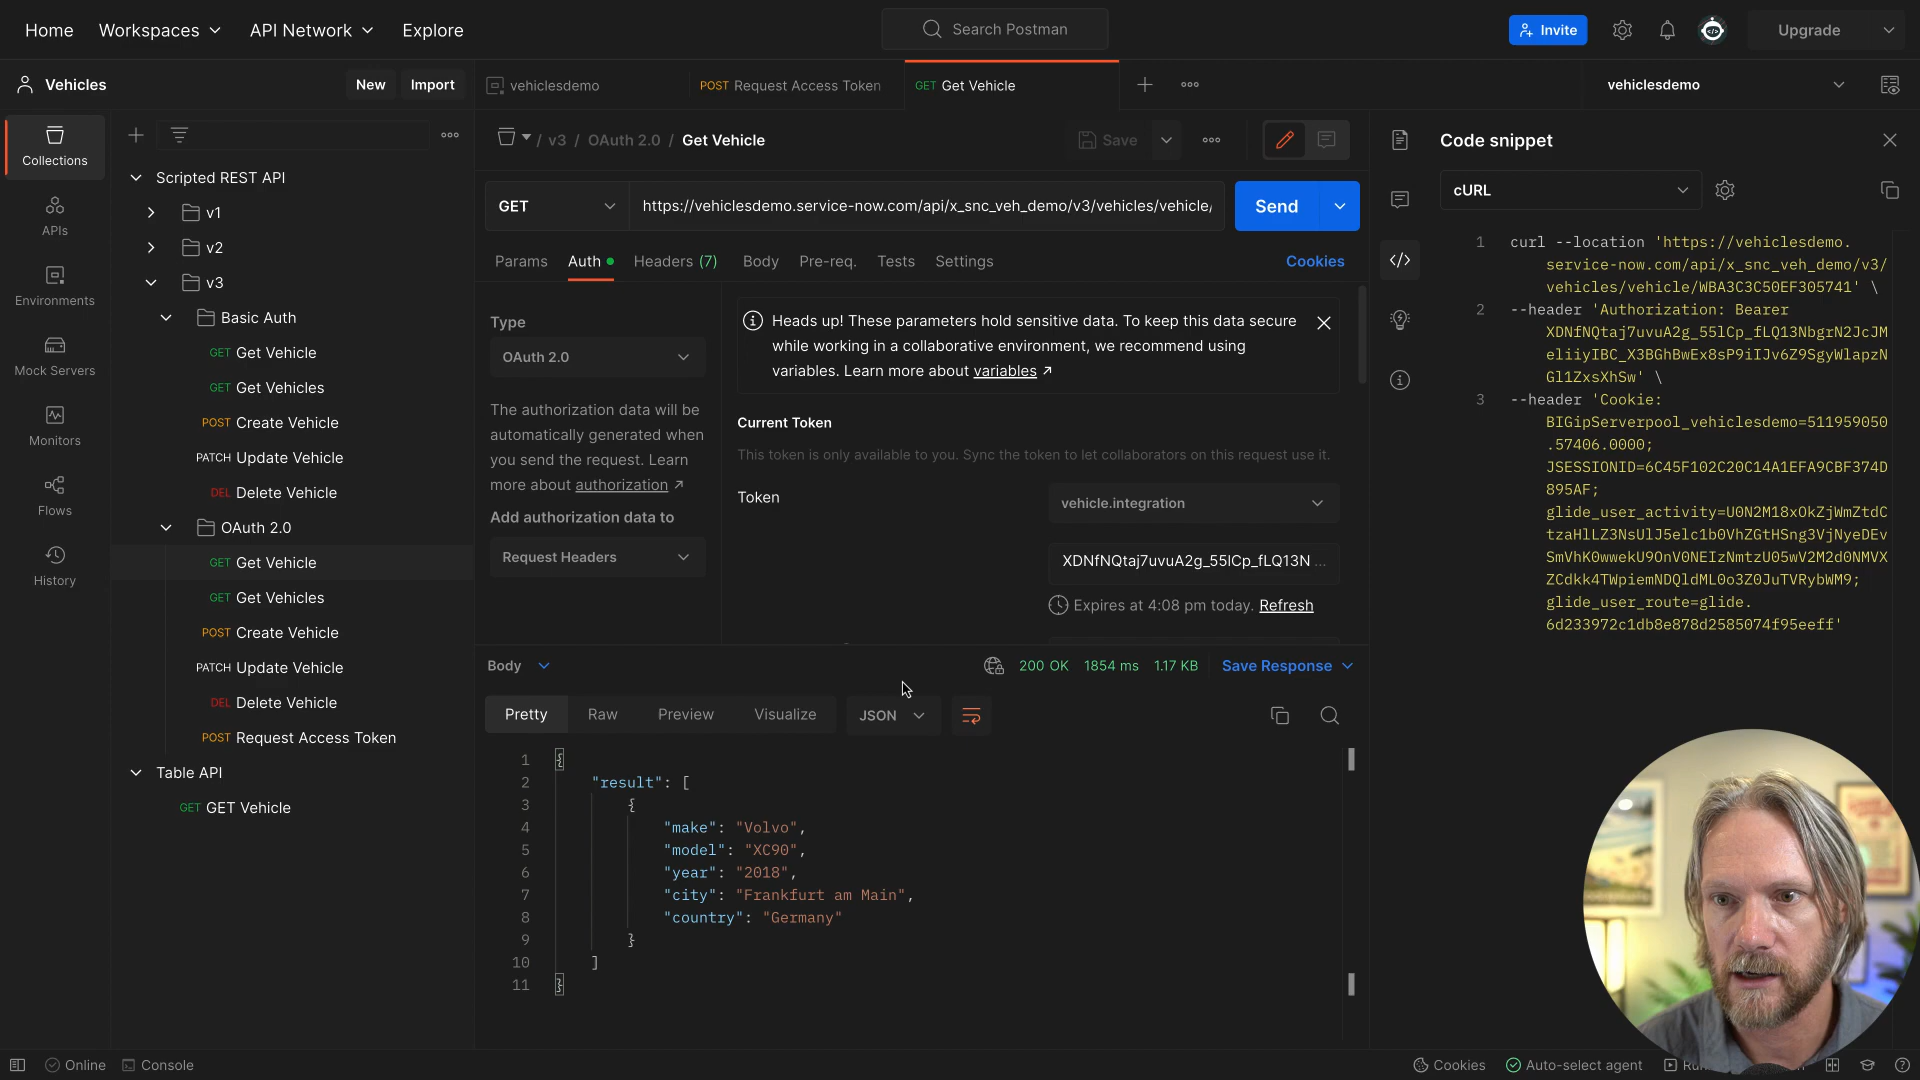 Home Workspaces API Network Explore
Search Postman
Invite
Upgrade
Vehicles New Import
vehiclesdemo
POST Request Access Token
GET Get Vehicle
vehiclesdemo
Collections
APIs
Environments
Mock Servers
Monitors
Flows
History
Scripted REST API
v1
v2
v3
Basic Auth
GET Get Vehicle
GET Get Vehicles
POST Create Vehicle
PATCH Update Vehicle
DEL Delete Vehicle
OAuth 2.0
GET Get Vehicle
GET Get Vehicles
POST Create Vehicle
PATCH Update Vehicle
DEL Delete Vehicle
POST Request Access Token
Table API
GET GET Vehicle
/ v3 / OAuth 2.0 / Get Vehicle
Save
GET
https://vehiclesdemo.service-now.com/api/x_snc_veh_demo/v3/vehicles/vehicle/
Send
Params Auth Headers (7) Body Pre-req. Tests Settings
Cookies
Type
OAuth 2.0
The authorization data will be
automatically generated when
you send the request. Learn
more about authorization ↗
Add authorization data to
Request Headers
Heads up! These parameters hold sensitive data. To keep this data secure
while working in a collaborative environment, we recommend using
variables. Learn more about variables ↗
Current Token
This token is only available to you. Sync the token to let collaborators on this request use it.
Token
vehicle.integration
XDNfNQtaj7uvuA2g_55lCp_fLQ13N ...
Expires at 4:08 pm today. Refresh
Body
200 OK 1854 ms 1.17 KB
Save Response
Pretty Raw Preview Visualize
JSON
1 {
2 "result": [
3 {
4 "make": "Volvo",
5 "model": "XC90",
6 "year": "2018",
7 "city": "Frankfurt am Main",
8 "country": "Germany"
9 }
10 ]
11 }
Code snippet
cURL
1 curl --location 'https://vehiclesdemo.
service-now.com/api/x_snc_veh_demo/v3/
vehicles/vehicle/WBA3C3C50EF305741' \
2 --header 'Authorization: Bearer
XDNfNQtaj7uvuA2g_55lCp_fLQ13NbgrN2JcJM
eliiyIBC_X3BGhBwEx8sP9iIJv6Z9SgyWlapzN
Gl1ZxsXhSw' \
3 --header 'Cookie:
BIGipServerpool_vehiclesdemo=511959050
.57406.0000;
JSESSIONID=6C45F102C20C14A1EFA9CBF374D
895AF;
glide_user_activity=U0N2M18xOkZjWmZtdC
tzaHlLZ3NsUlJ5elc1b0VhZGtHSng3VjNyeDEv
SmVhK0wwekU9OnV0NEIzNmtzU05wV2M2d0NMVX
ZCdkk4TWpiemNDQldML0o3Z0JuTVRybWM9;
glide_user_route=glide.
6d233972c1db8e878d2585074f95eeff'
Online
Console
Cookies
Auto-select agent